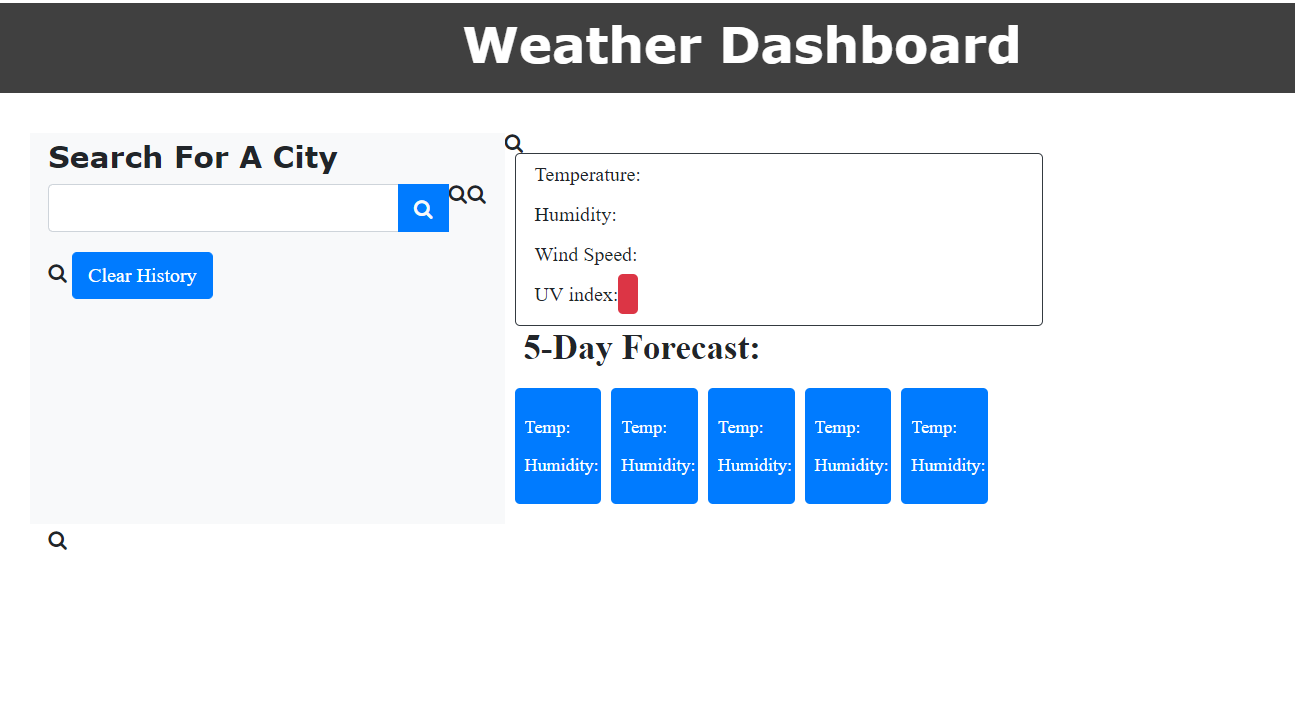 Weather Dashboard
Search For A City
Clear History
Temperature:
Humidity:
Wind Speed:
UV index:
5-Day Forecast:
Temp: Temp: Temp: Temp: Temp:
Humidity: Humidity: Humidity: Humidity: Humidity: